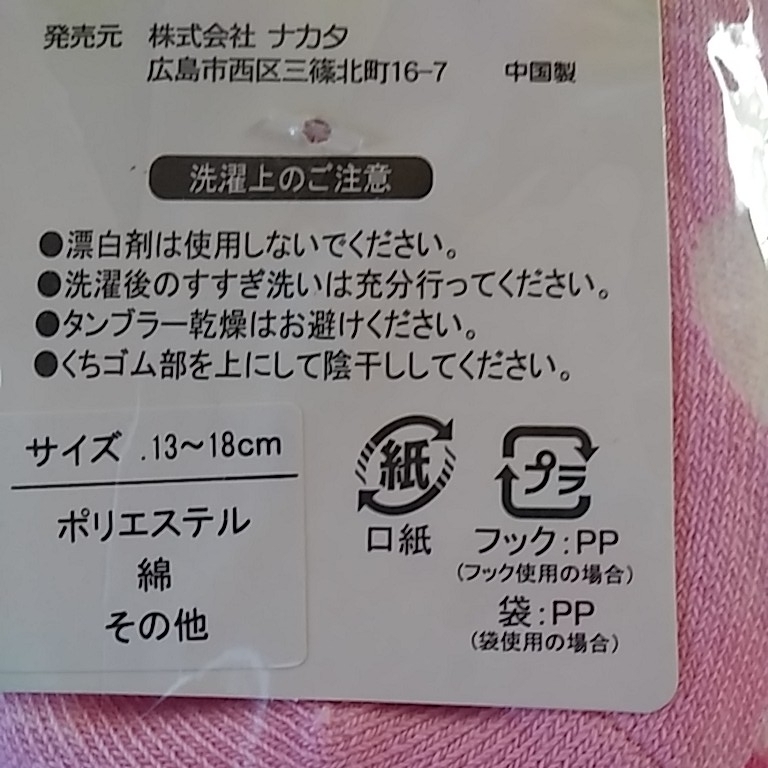 発売元 株式会社 ナカタ
広島市西区三篠北町16-7 中国製
洗濯上のご注意
●漂白剤は使用しないでください。
●洗濯後のすすぎ洗いは充分行ってください。
●タンブラー乾燥はお避けください。
●くちゴム部を上にして陰干ししてください。
サイズ .13~18cm
ポリエステル
綿
その他
紙
口紙
プラ
フック:PP
(フック使用の場合)
袋:PP
(袋使用の場合)